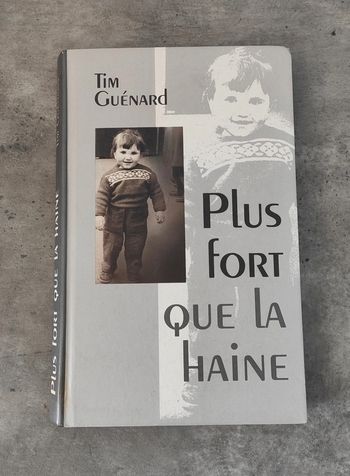 Tim
Guénard
Plus
fort
que la
haine
Plus fort que la haine